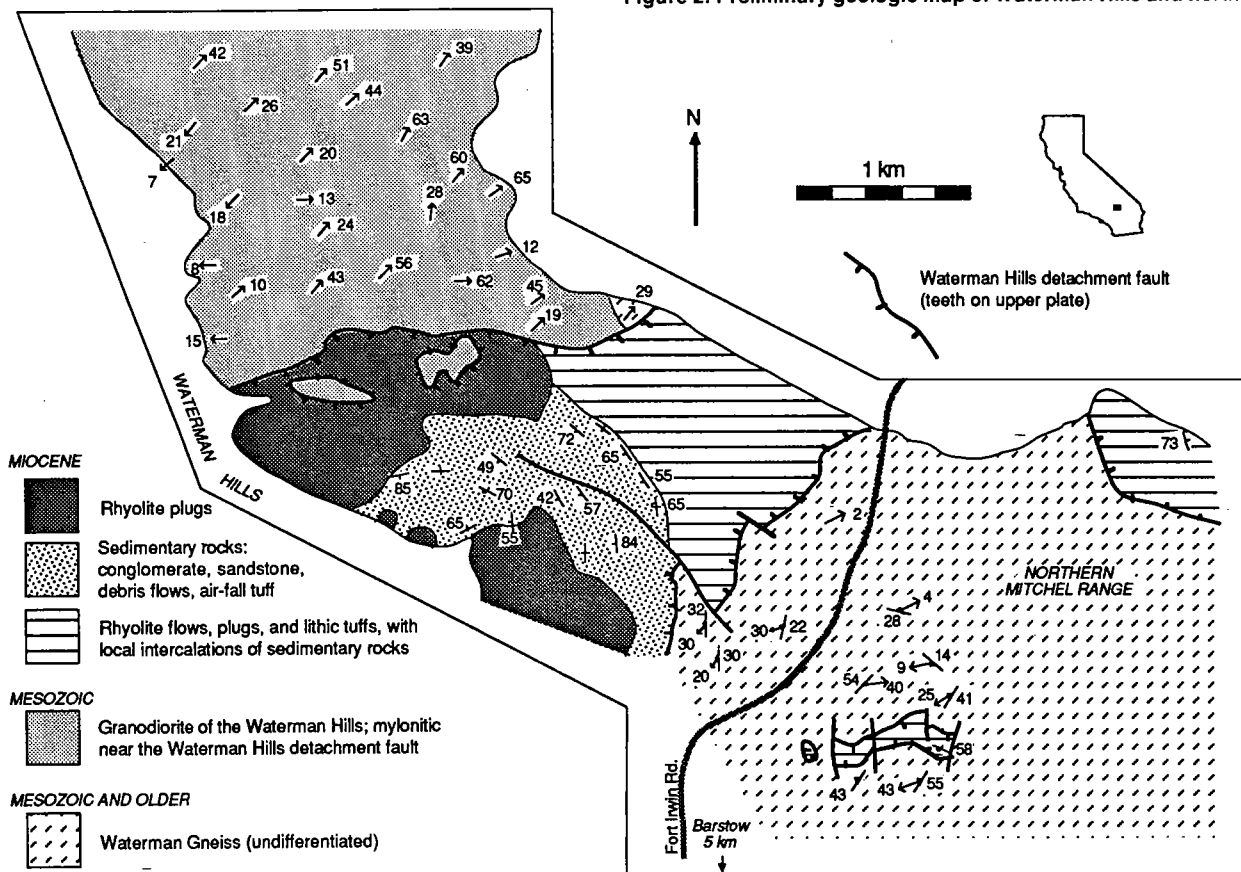 Figure 2. Preliminary geologic map of Waterman Hills and north
42
51
39
26
44
63
21
20
60
7
28
65
18
13
24
12
8
10
43
56
62
45
29
19
15
N
1 km
Waterman Hills detachment fault
(teeth on upper plate)
WATERMAN
HILLS
72
65
49
55
85
70
42
57
65
65
55
84
73
2
NORTHERN
MITCHEL RANGE
32
30
30
22
20
30
28
4
9
14
54
40
25
41
58
43
43
55
Fort Irwin Rd.
Barstow
5 km
MIOCENE
Rhyolite plugs
Sedimentary rocks:
conglomerate, sandstone,
debris flows, air-fall tuff
Rhyolite flows, plugs, and lithic tuffs, with
local intercalations of sedimentary rocks
MESOZOIC
Granodiorite of the Waterman Hills; mylonitic
near the Waterman Hills detachment fault
MESOZOIC AND OLDER
Waterman Gneiss (undifferentiated)